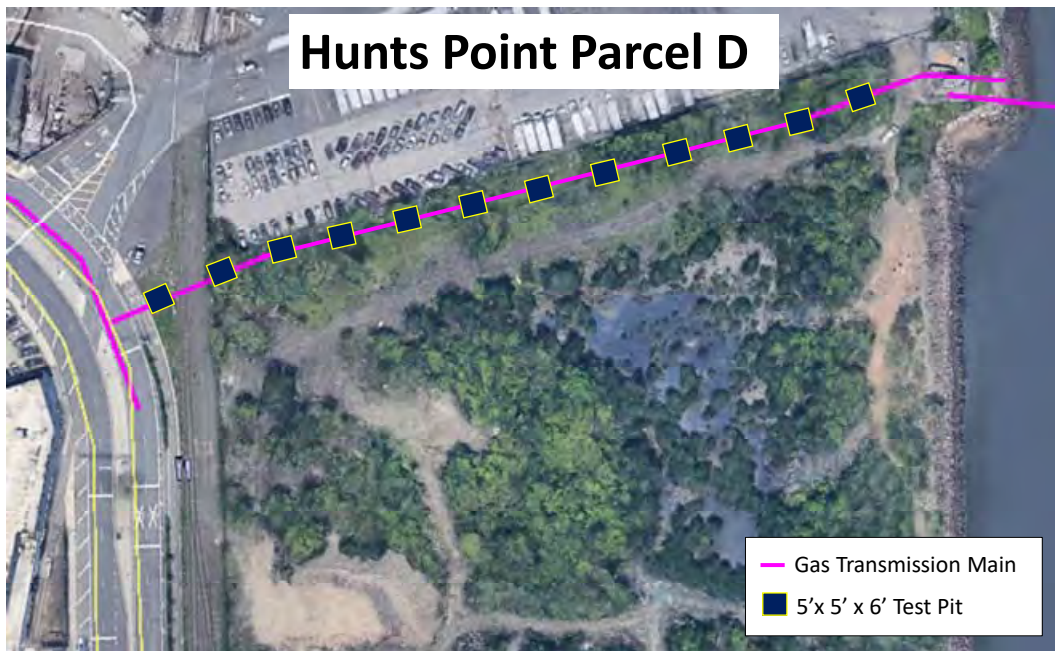 Hunts Point Parcel D
Gas Transmission Main
5’x 5’ x 6’ Test Pit